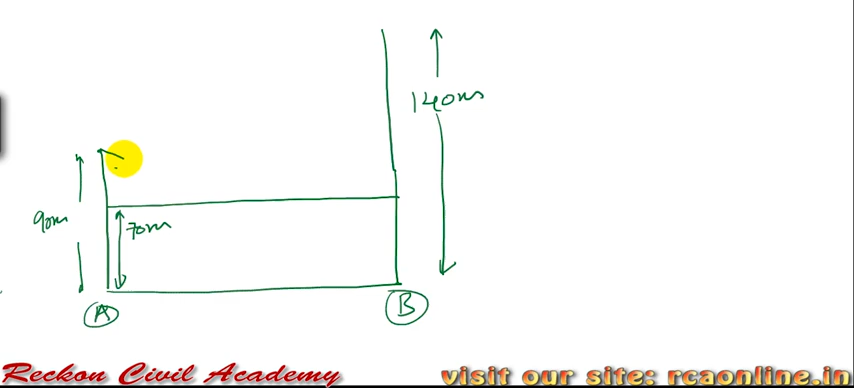 140m
90m
70m
A
B
Reckon Civil Academy
visit our site: rcaonline.in